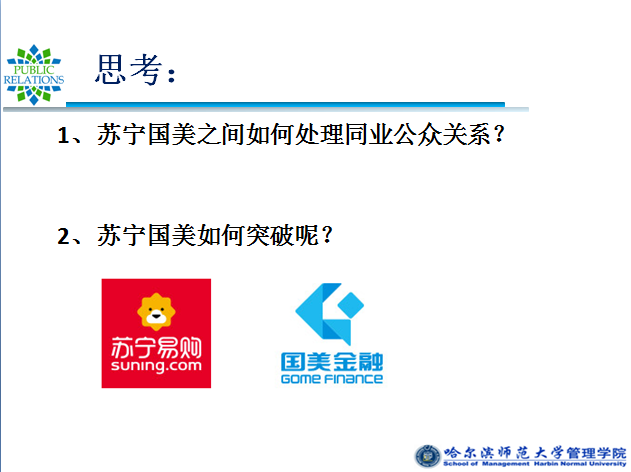 PUBLIC
RELATIONS
思考：
1、苏宁国美之间如何处理同业公众关系？
2、苏宁国美如何突破呢？
苏宁易购
suning.com
国美金融
GOME FINANCE
哈尔滨师范大学管理学院
School of Management Harbin Normal University